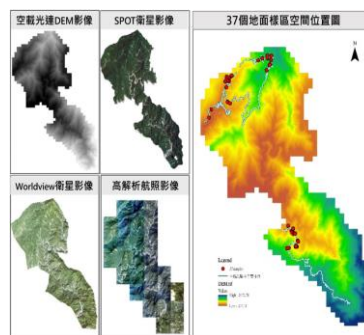 空載光達DEM影像
SPOT衛星影像
37個地面樣區空間位置圖
Worldview衛星影像
高解析航照影像
N
Legend